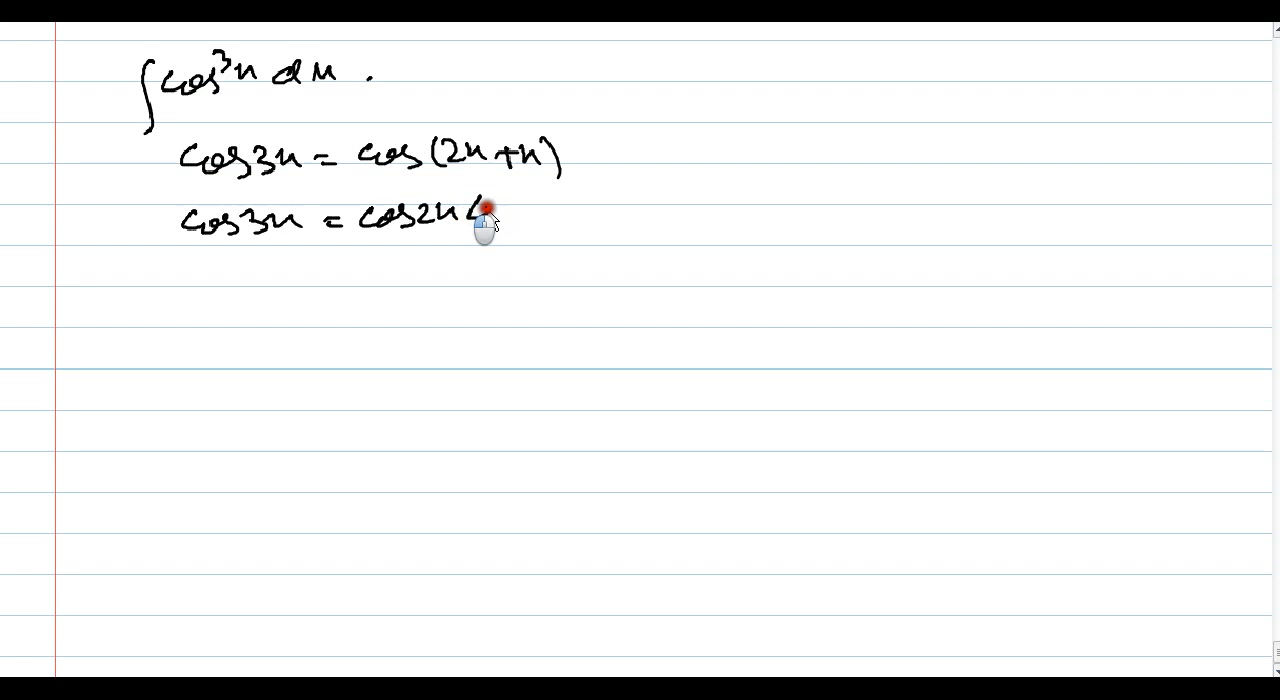 ∫cos³x dx .
cos3x = cos(2x+x)
cos3x = cos2x c